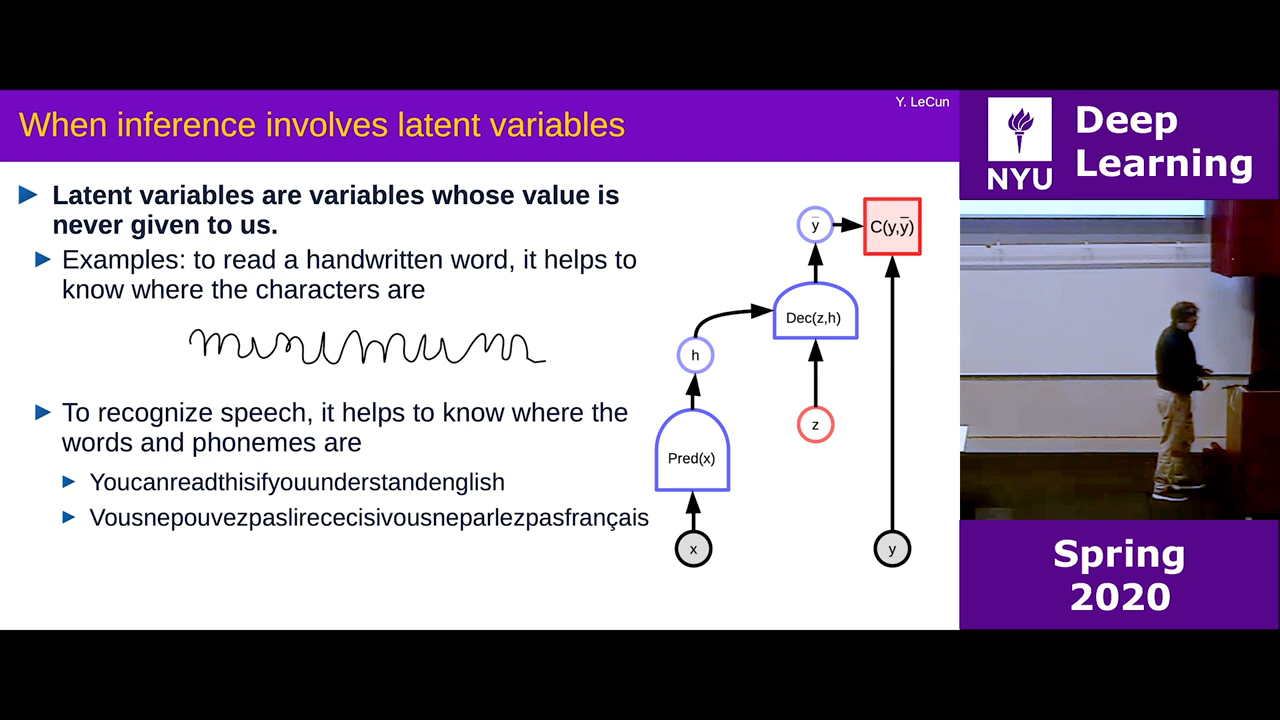 Y. LeCun
When inference involves latent variables
Latent variables are variables whose value is
never given to us.
Examples: to read a handwritten word, it helps to
know where the characters are
minimum
To recognize speech, it helps to know where the
words and phonemes are
Youcanreadthisifyouunderstandenglish
Vousnepouvezpaslirececisivousneparlezpasfrançais
ȳ
C(y,ȳ)
Dec(z,h)
h
z
Pred(x)
x
y
NYU
Deep
Learning
Spring
2020